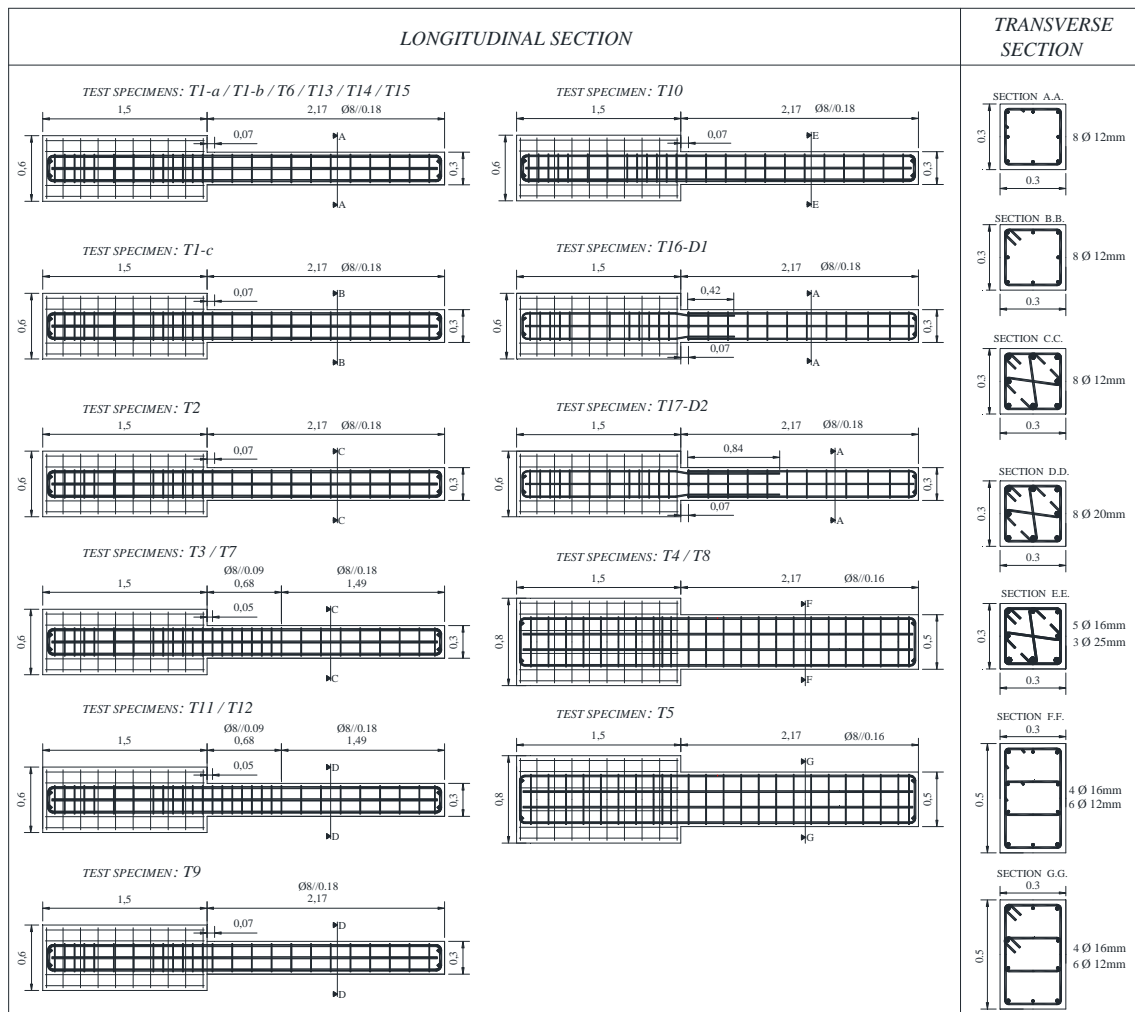 LONGITUDINAL SECTION
TRANSVERSE
SECTION
TEST SPECIMENS: T1-a / T1-b / T6 / T13 / T14 / T15
1,5
2,17 Ø8//0.18
0,07
A
0,6
0,3
A
TEST SPECIMENS: T10
1,5
2,17 Ø8//0.18
0,07
E
0,6
0,3
E
TEST SPECIMEN: T1-c
1,5
2,17 Ø8//0.18
0,07
B
0,6
0,3
B
TEST SPECIMEN: T16-D1
1,5
2,17 Ø8//0.18
0,42
A
0,6
0,3
0,07
A
TEST SPECIMEN: T2
1,5
2,17 Ø8//0.18
0,07
C
0,6
0,3
C
TEST SPECIMEN: T17-D2
1,5
2,17 Ø8//0.18
0,84
A
0,6
0,3
0,07
A
TEST SPECIMENS: T3 / T7
Ø8//0.09 Ø8//0.18
1,5 0,68 1,49
0,05
C
0,6
0,3
C
TEST SPECIMENS: T4 / T8
1,5
2,17 Ø8//0.16
F
0,8
0,5
F
TEST SPECIMENS: T11 / T12
Ø8//0.09 Ø8//0.18
1,5 0,68 1,49
0,05
D
0,6
0,3
D
TEST SPECIMENS: T5
1,5
2,17 Ø8//0.16
G
0,8
0,5
G
TEST SPECIMEN: T9
Ø8//0.18
1,5 2,17
0,07
D
0,6
0,3
D
SECTION A.A.
0.3
8 Ø 12mm
0.3
SECTION B.B.
0.3
8 Ø 12mm
0.3
SECTION C.C.
0.3
8 Ø 12mm
0.3
SECTION D.D.
0.3
8 Ø 20mm
0.3
SECTION E.E.
0.3
5 Ø 16mm
3 Ø 25mm
0.3
SECTION F.F.
0.3
0.5
4 Ø 16mm
6 Ø 12mm
SECTION G.G.
0.3
0.5
4 Ø 16mm
6 Ø 12mm